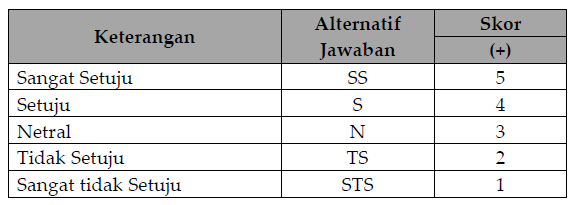 Keterangan Alternatif Jawaban Skor
(+)
Sangat Setuju SS 5
Setuju S 4
Netral N 3
Tidak Setuju TS 2
Sangat tidak Setuju STS 1